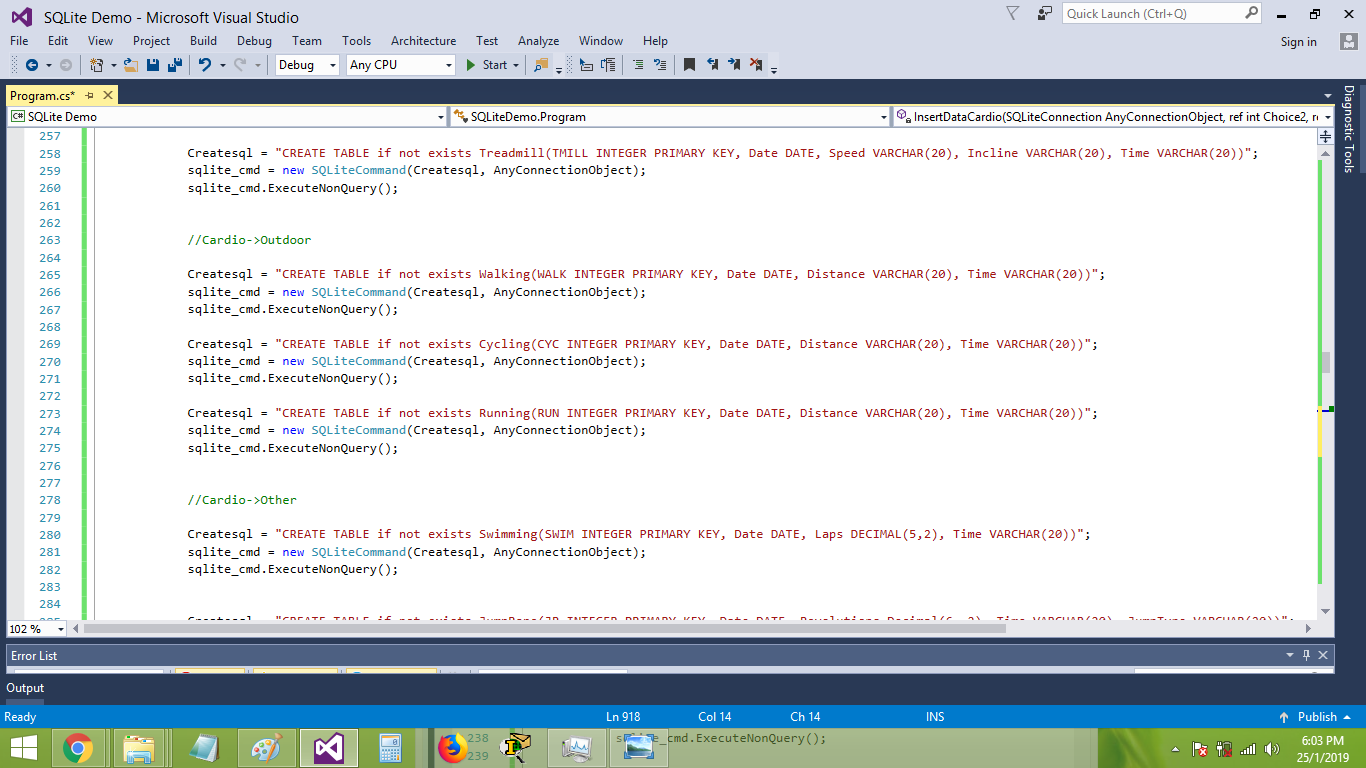 SQLite Demo - Microsoft Visual Studio
Quick Launch (Ctrl+Q)
File Edit View Project Build Debug Team Tools Architecture Test Analyze Window Help
Sign in
Debug Any CPU Start
Program.cs*
Diagnostic Tools
C# SQLite Demo SQLiteDemo.Program InsertDataCardio(SQLiteConnection AnyConnectionObject, ref int Choice2, r
257
258 Createsql = "CREATE TABLE if not exists Treadmill(TMILL INTEGER PRIMARY KEY, Date DATE, Speed VARCHAR(20), Incline VARCHAR(20), Time VARCHAR(20))";
259 sqlite_cmd = new SQLiteCommand(Createsql, AnyConnectionObject);
260 sqlite_cmd.ExecuteNonQuery();
261
262
263 //Cardio->Outdoor
264
265 Createsql = "CREATE TABLE if not exists Walking(WALK INTEGER PRIMARY KEY, Date DATE, Distance VARCHAR(20), Time VARCHAR(20))";
266 sqlite_cmd = new SQLiteCommand(Createsql, AnyConnectionObject);
267 sqlite_cmd.ExecuteNonQuery();
268
269 Createsql = "CREATE TABLE if not exists Cycling(CYC INTEGER PRIMARY KEY, Date DATE, Distance VARCHAR(20), Time VARCHAR(20))";
270 sqlite_cmd = new SQLiteCommand(Createsql, AnyConnectionObject);
271 sqlite_cmd.ExecuteNonQuery();
272
273 Createsql = "CREATE TABLE if not exists Running(RUN INTEGER PRIMARY KEY, Date DATE, Distance VARCHAR(20), Time VARCHAR(20))";
274 sqlite_cmd = new SQLiteCommand(Createsql, AnyConnectionObject);
275 sqlite_cmd.ExecuteNonQuery();
276
277
278 //Cardio->Other
279
280 Createsql = "CREATE TABLE if not exists Swimming(SWIM INTEGER PRIMARY KEY, Date DATE, Laps DECIMAL(5,2), Time VARCHAR(20))";
281 sqlite_cmd = new SQLiteCommand(Createsql, AnyConnectionObject);
282 sqlite_cmd.ExecuteNonQuery();
283
284
102 %
Error List
Output
Ready Ln 918 Col 14 Ch 14 INS Publish
238 cmd.ExecuteNonQuery();
239
6:03 PM
25/1/2019